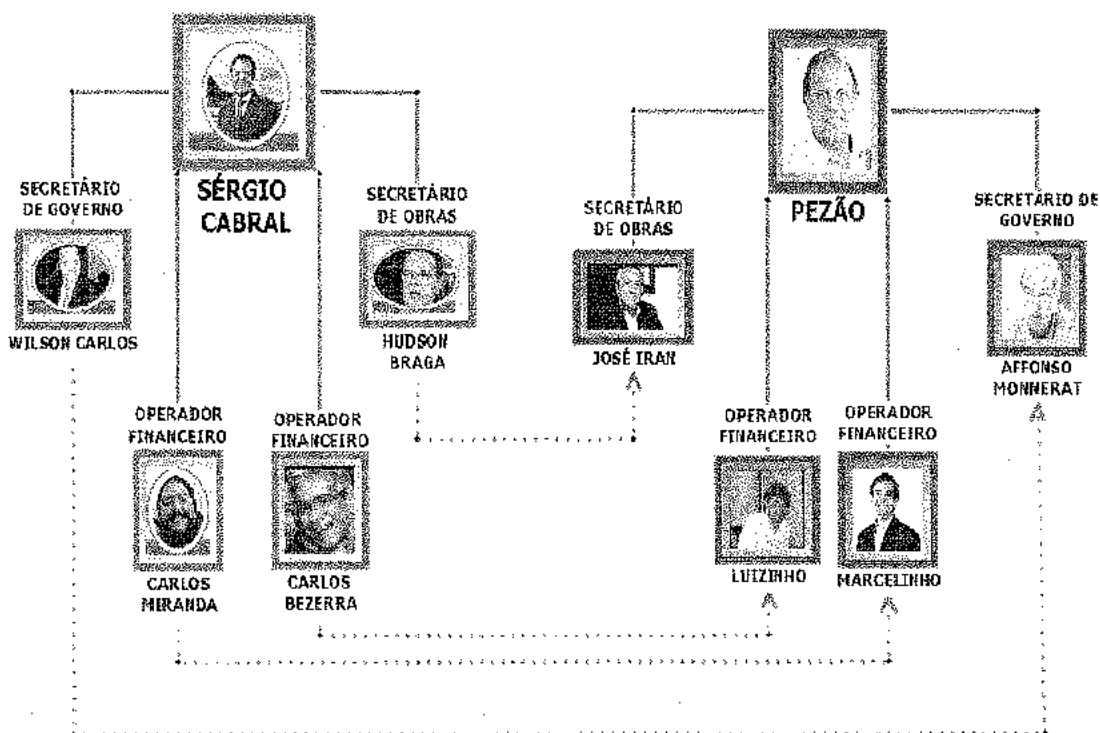 SÉRGIO
CABRAL
SECRETÁRIO
DE GOVERNO
WILSON CARLOS
SECRETÁRIO
DE OBRAS
HUDSON
BRAGA
OPERADOR
FINANCEIRO
CARLOS
MIRANDA
OPERADOR
FINANCEIRO
CARLOS
BEZERRA
PEZÃO
SECRETÁRIO
DE OBRAS
JOSÉ IRAN
SECRETÁRIO DE
GOVERNO
AFFONSO
MONNERAT
OPERADOR
FINANCEIRO
LUIZINHO
OPERADOR
FINANCEIRO
MARCELINHO